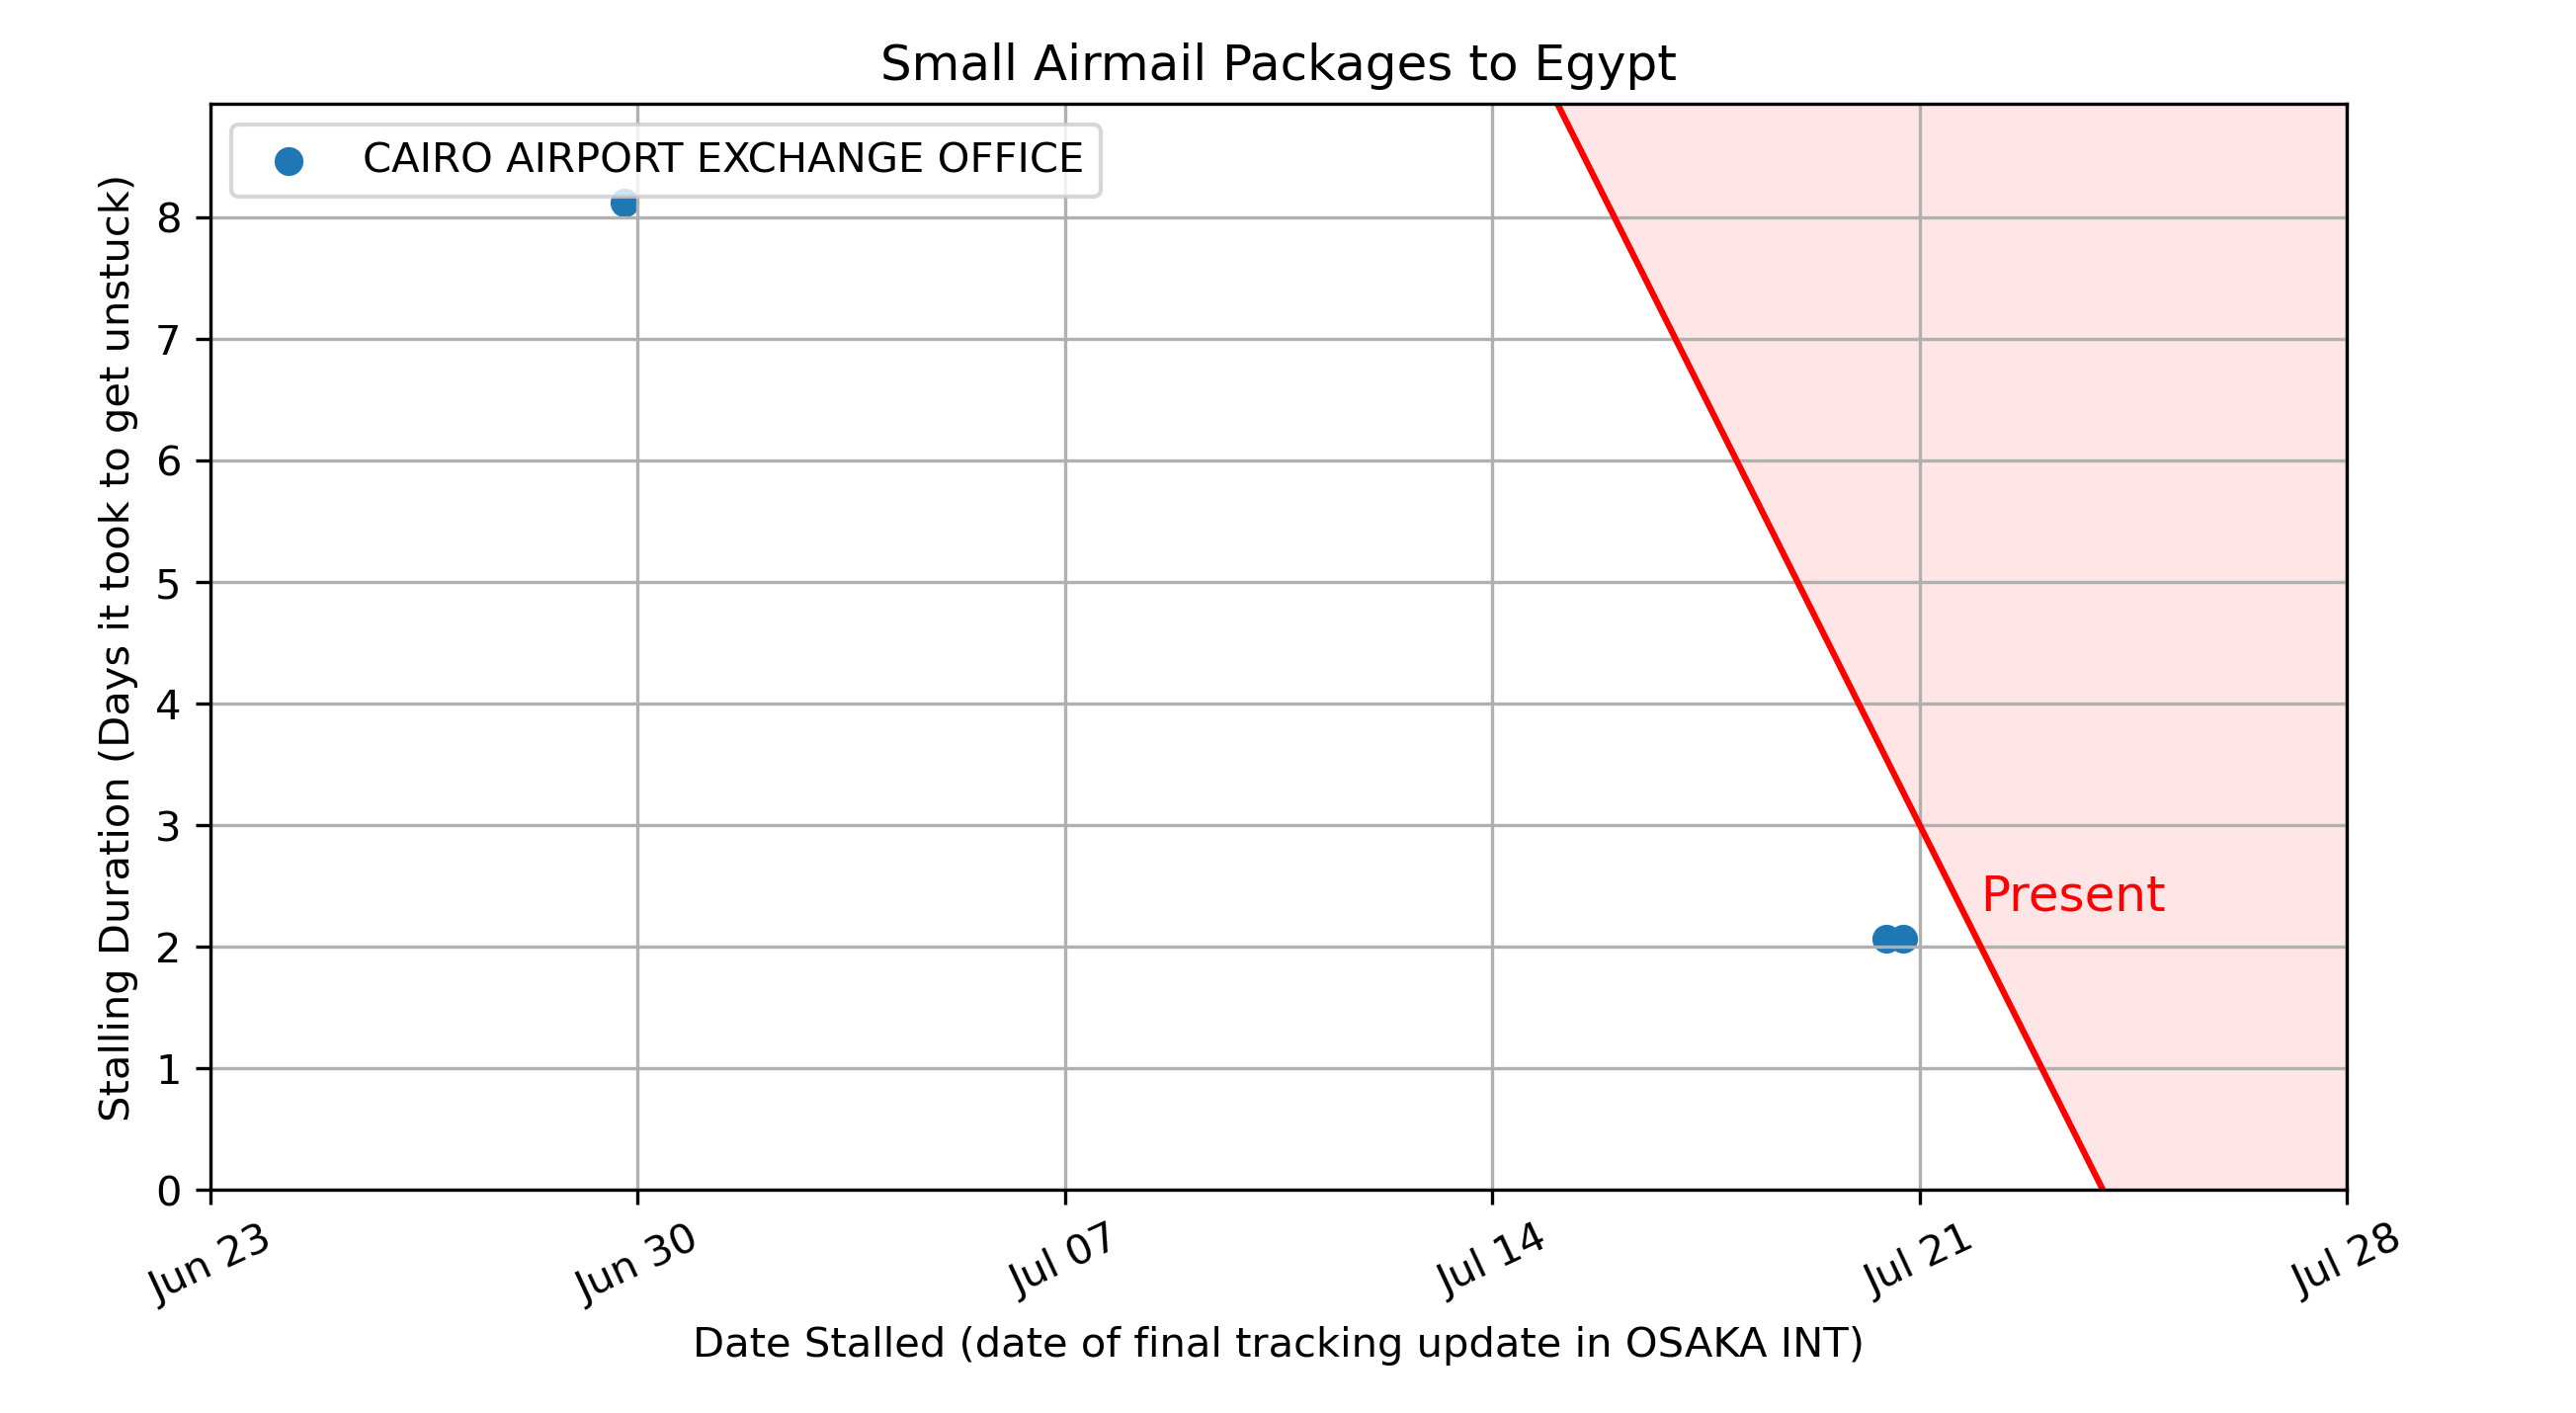 Small Airmail Packages to Egypt
CAIRO AIRPORT EXCHANGE OFFICE
Stalling Duration (Days it took to get unstuck)
8
7
6
5
4
3
2
1
0
Present
Jun 23
Jun 30
Jul 07
Jul 14
Jul 21
Jul 28
Date Stalled (date of final tracking update in OSAKA INT)